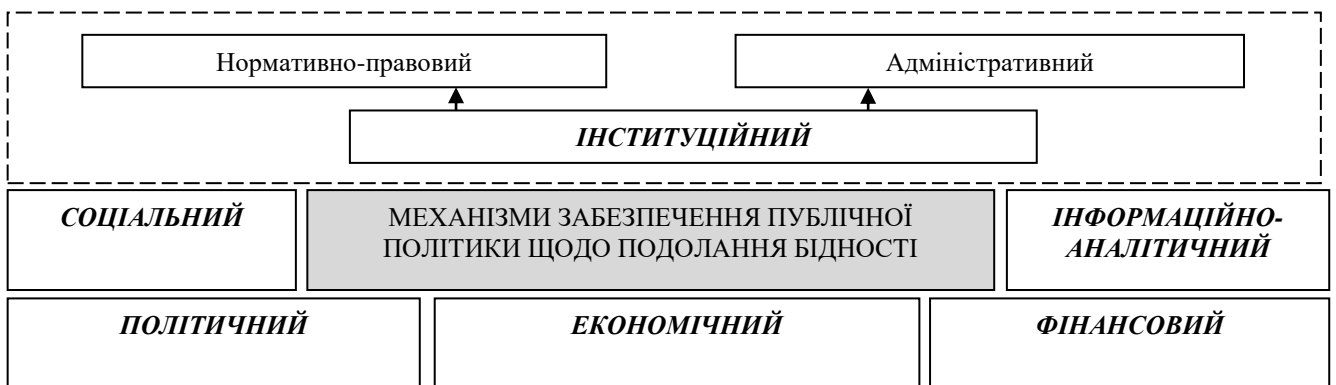 Нормативно-правовий
Адміністративний
ІНСТИТУЦІЙНИЙ
СОЦІАЛЬНИЙ
МЕХАНІЗМИ ЗАБЕЗПЕЧЕННЯ ПУБЛІЧНОЇ
ПОЛІТИКИ ЩОДО ПОДОЛАННЯ БІДНОСТІ
ІНФОРМАЦІЙНО-
АНАЛІТИЧНИЙ
ПОЛІТИЧНИЙ
ЕКОНОМІЧНИЙ
ФІНАНСОВИЙ